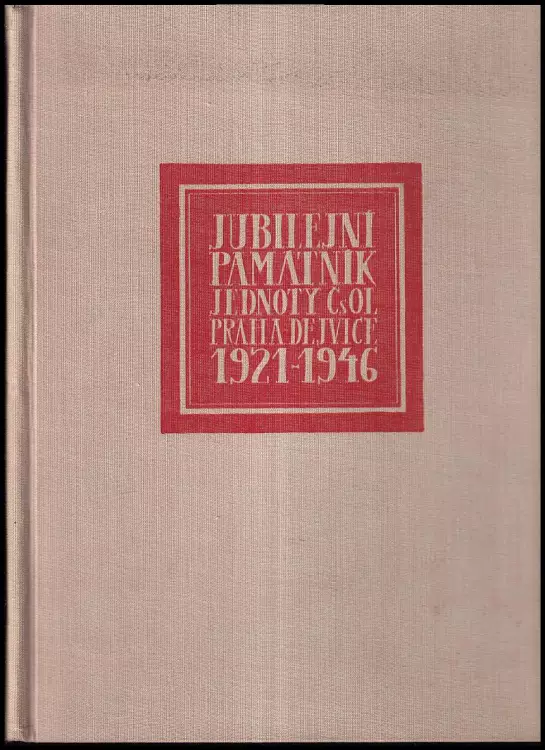 JUBILEJNÍ
PAMÁTNÍK
JEDNOTY ČsOL
PRAHA-DEJVICE
1921-1946